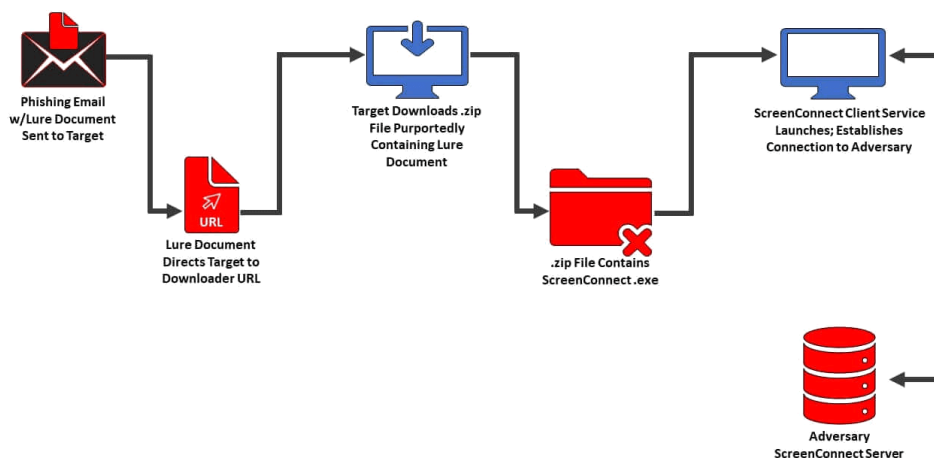 Phishing Email
w/Lure Document
Sent to Target
URL
Lure Document
Directs Target to
Downloader URL
Target Downloads .zip
File Purportedly
Containing Lure
Document
.zip File Contains
ScreenConnect .exe
ScreenConnect Client Service
Launches; Establishes
Connection to Adversary
Adversary
ScreenConnect Server